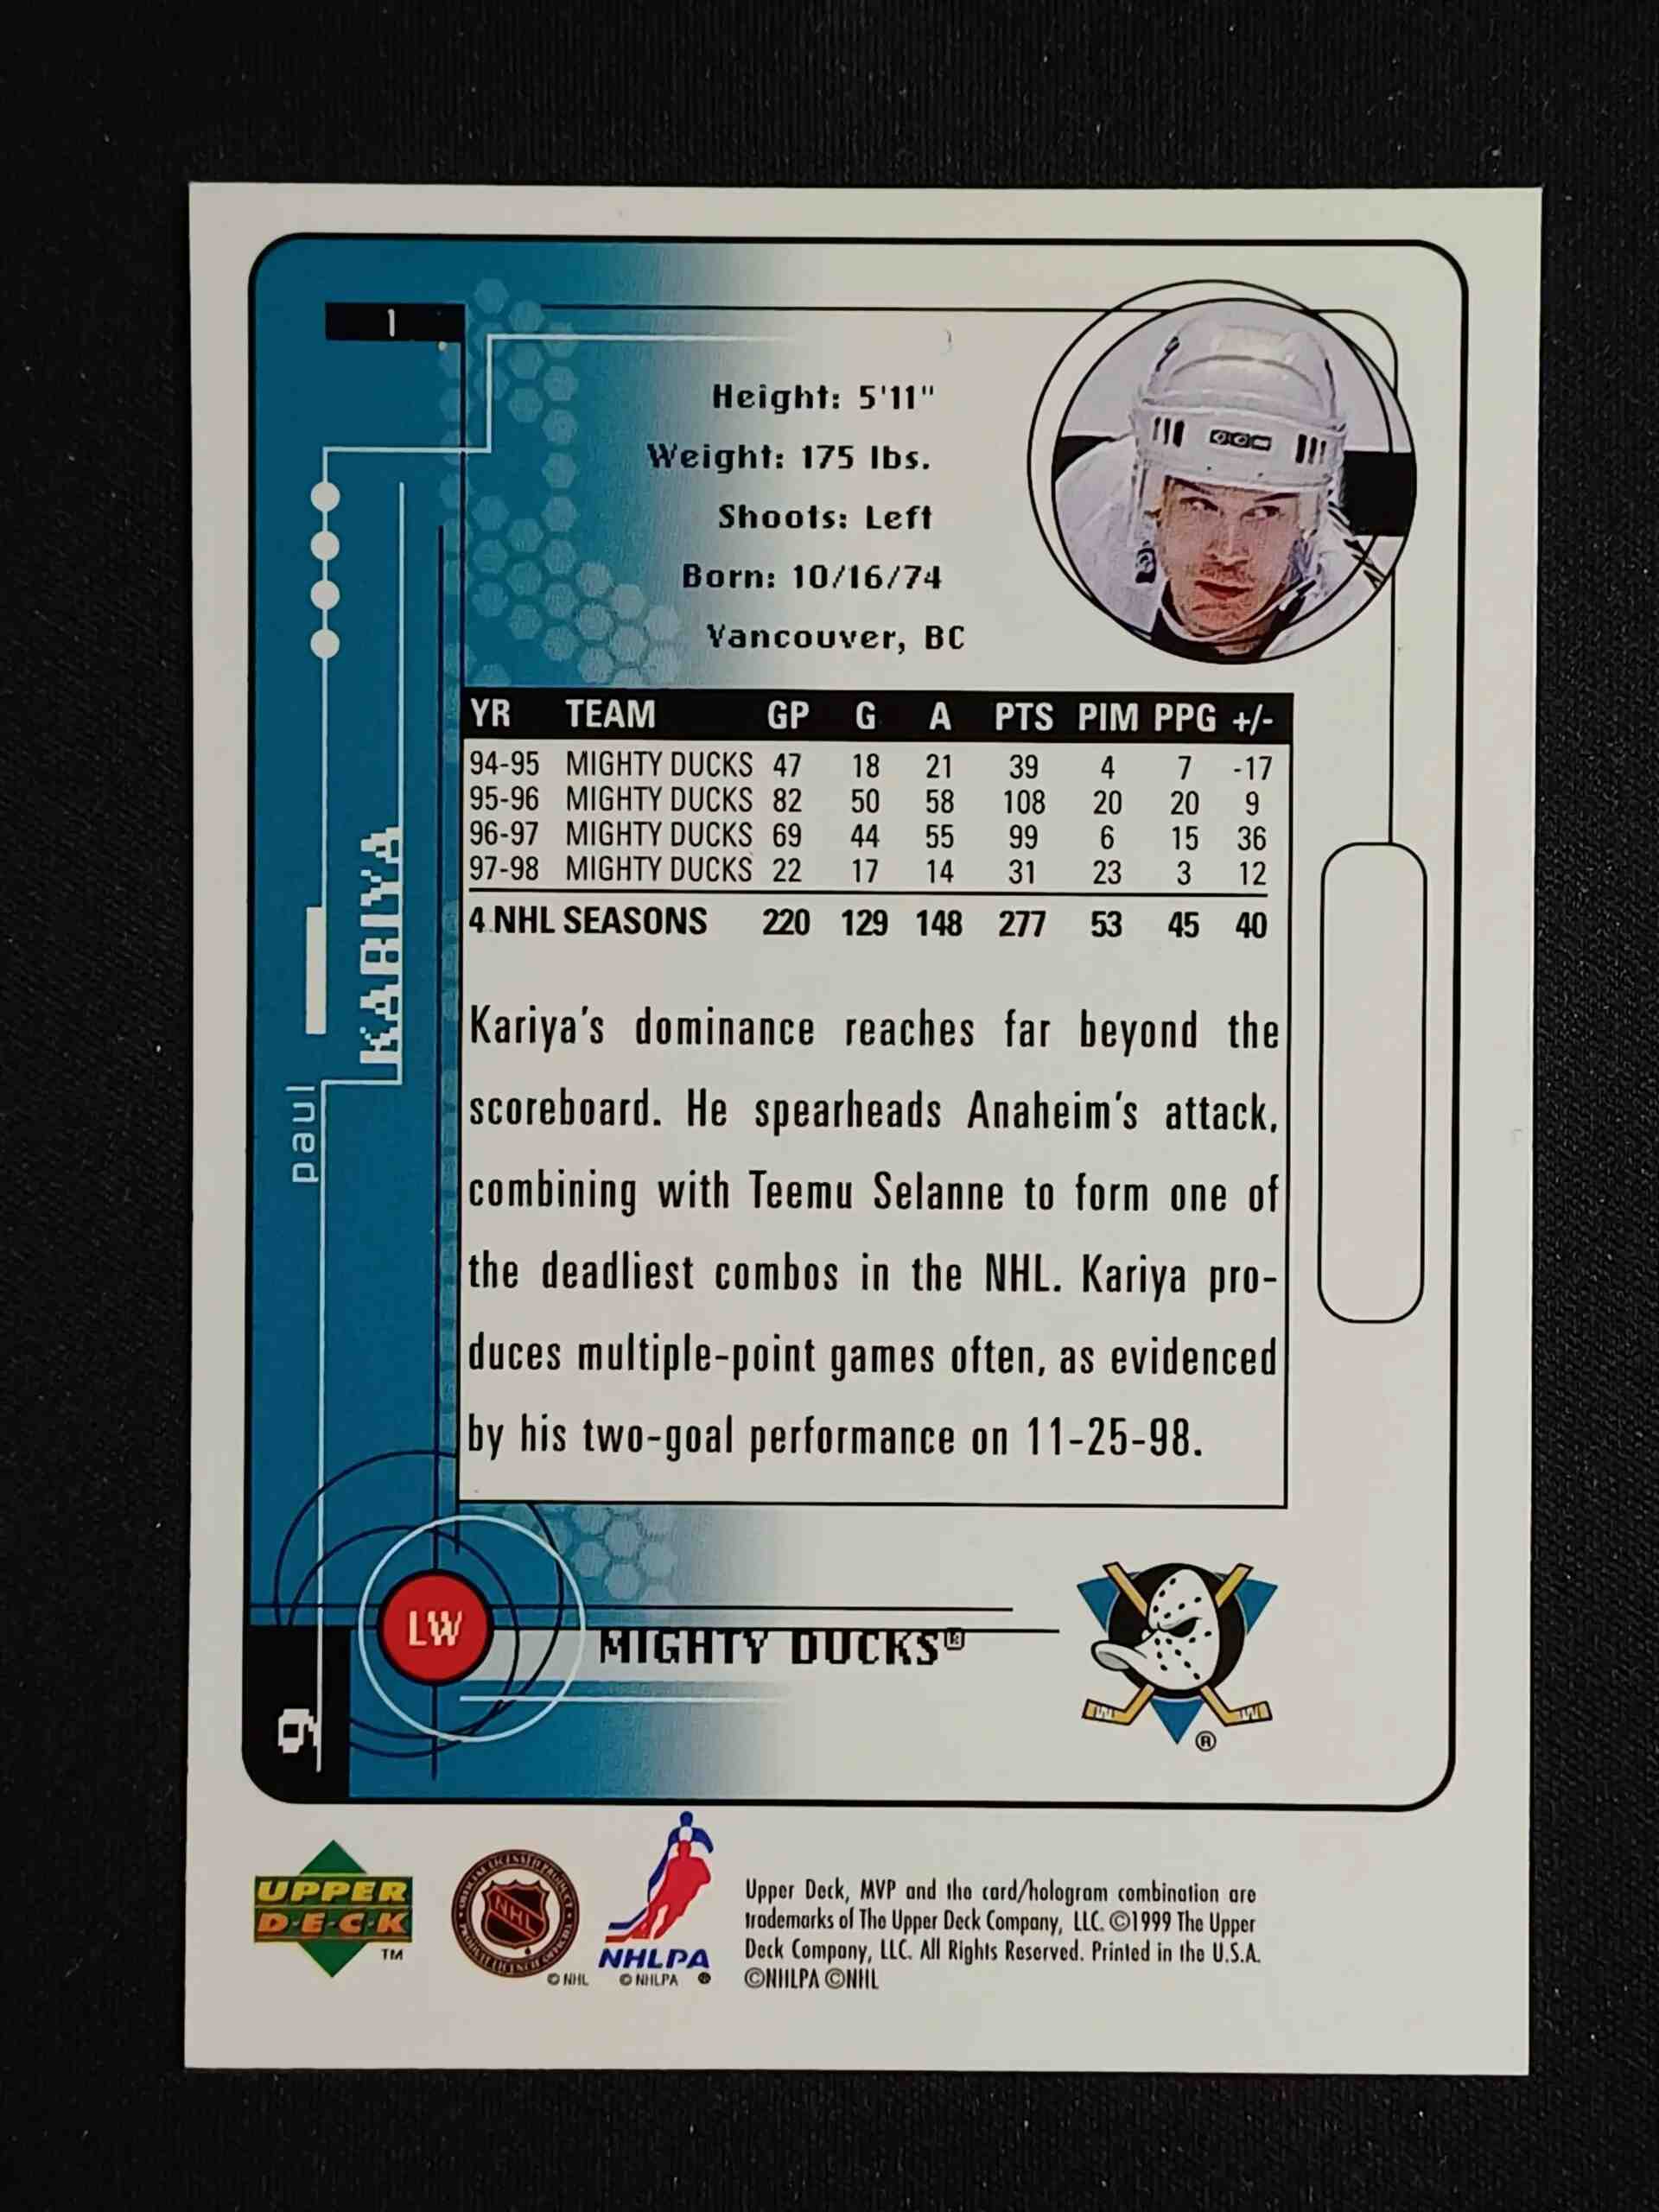 1
Height: 5'11"
Weight: 175 lbs.
Shoots: Left
Born: 10/16/74
Vancouver, BC
CCM
YR TEAM GP G A PTS PIM PPG +/-
94-95 MIGHTY DUCKS 47 18 21 39 4 7 -17
95-96 MIGHTY DUCKS 82 50 58 108 20 20 9
96-97 MIGHTY DUCKS 69 44 55 99 6 15 36
97-98 MIGHTY DUCKS 22 17 14 31 23 3 12
4 NHL SEASONS 220 129 148 277 53 45 40
paul
KARIYA
Kariya's dominance reaches far beyond the
scoreboard. He spearheads Anaheim's attack,
combining with Teemu Selanne to form one of
the deadliest combos in the NHL. Kariya pro-
duces multiple-point games often, as evidenced
by his two-goal performance on 11-25-98.
LW
MIGHTY DUCKS®
9
®
UPPER
D·E·C·K
TM
NHL
© NHL
NHLPA
© NHLPA
Upper Deck, MVP and the card/hologram combination are
trademarks of The Upper Deck Company, LLC. ©1999 The Upper
Deck Company, LLC. All Rights Reserved. Printed in the U.S.A.
©NHLPA ©NHL